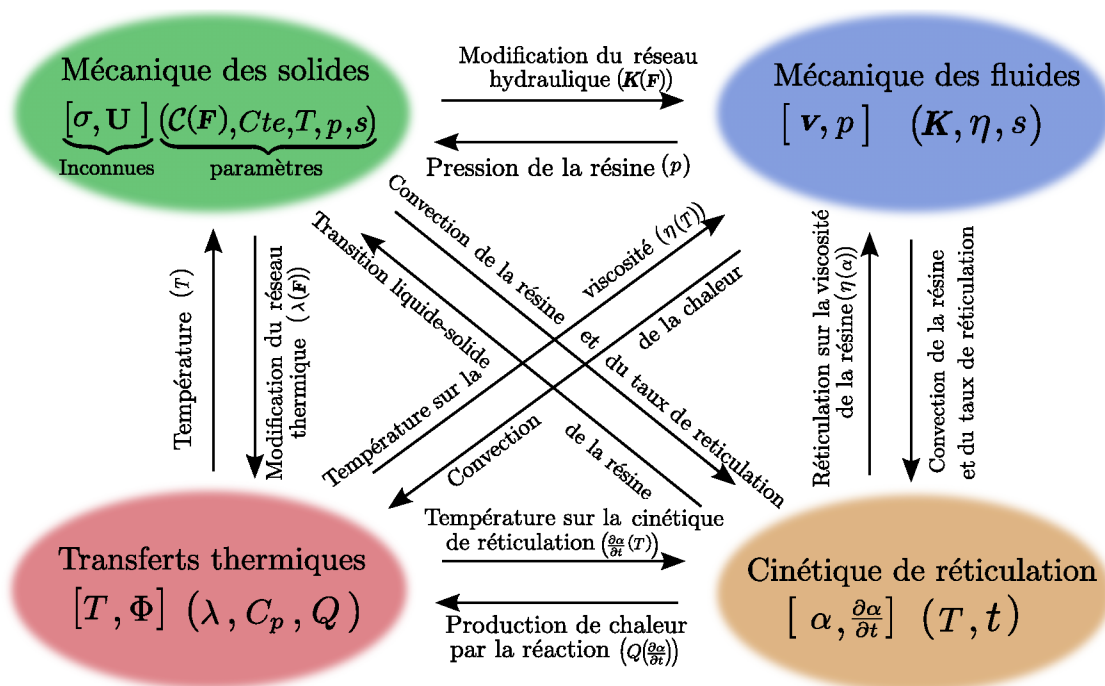 Mécanique des solides
[σ, U] (C(F),Cte,T,p,s)
Inconnues
paramètres
Modification du réseau
hydraulique (K(F))
Pression de la résine (p)
Mécanique des fluides
[v, p] (K, η, s)
Température (T)
Modification du réseau
thermique (λ(F))
Convection de la résine et du taux de reticulation
Transition liquide-solide de la résine
Température sur la viscosité (η(T))
Convection de la chaleur
Réticulation sur la viscosité
de la résine (η(α))
Convection de la résine
et du taux de réticulation
Transferts thermiques
[T, Φ] (λ, Cₚ, Q)
Température sur la cinétique
de réticulation (∂α/∂t (T))
Production de chaleur
par la réaction (Q(∂α/∂t))
Cinétique de réticulation
[α, ∂α/∂t] (T, t)